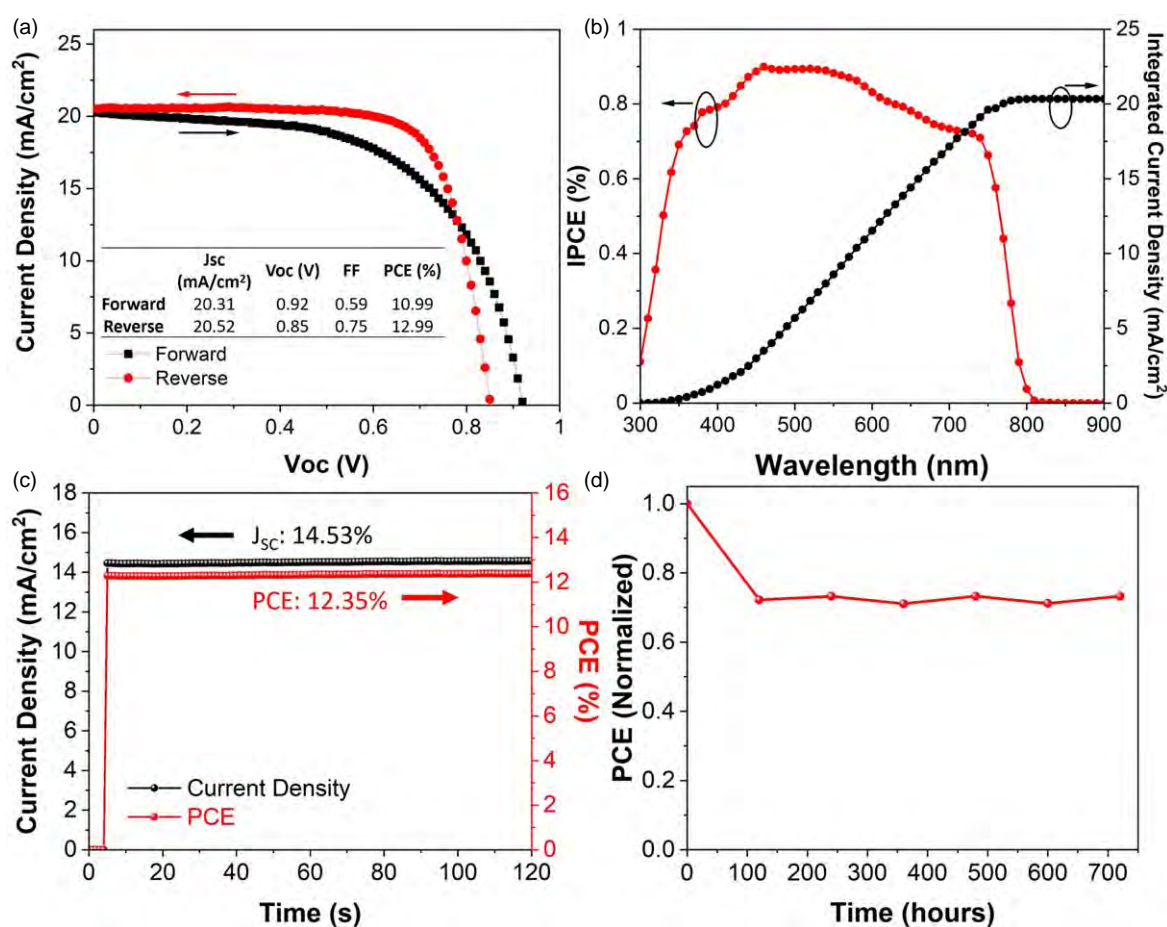 (a)
25
20
15
10
5
0
Current Density (mA/cm²)
Jsc (mA/cm²) Voc (V) FF PCE (%)
Forward 20.31 0.92 0.59 10.99
Reverse 20.52 0.85 0.75 12.99
Forward
Reverse
0 0.2 0.4 0.6 0.8 1
Voc (V)
(b)
1
0.8
0.6
0.4
0.2
0
IPCE (%)
25
20
15
10
5
0
Integrated Current
Density (mA/cm²)
300 400 500 600 700 800 900
Wavelength (nm)
(c)
18
16
14
12
10
8
6
4
2
0
Current Density (mA/cm²)
J_SC: 14.53%
PCE: 12.35%
Current Density
PCE
16
14
12
10
8
6
4
2
0
PCE (%)
0 20 40 60 80 100 120
Time (s)
(d)
1.0
0.8
0.6
0.4
0.2
0.0
PCE (Normalized)
0 100 200 300 400 500 600 700
Time (hours)